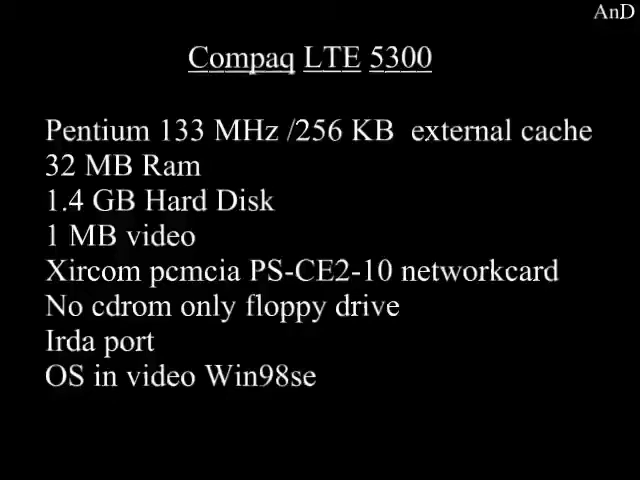 AnD
Compaq LTE 5300
Pentium 133 MHz /256 KB external cache
32 MB Ram
1.4 GB Hard Disk
1 MB video
Xircom pcmcia PS-CE2-10 networkcard
No cdrom only floppy drive
Irda port
OS in video Win98se